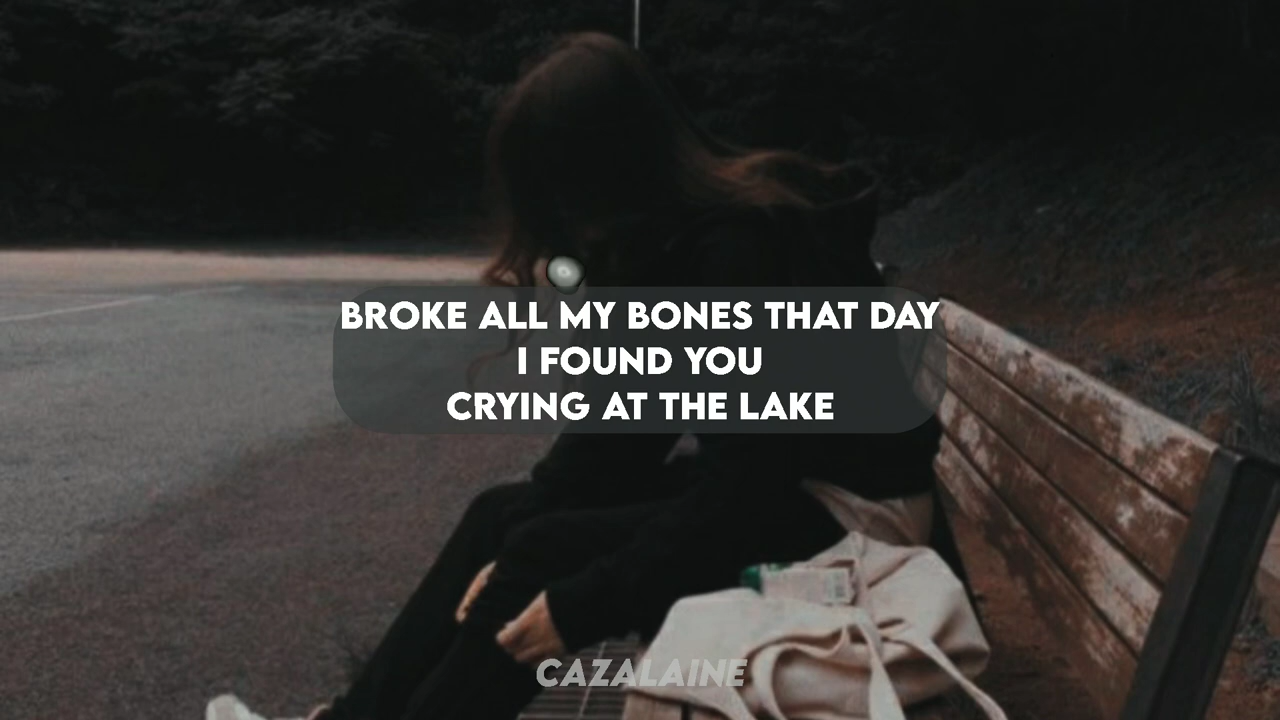 BROKE ALL MY BONES THAT DAY
I FOUND YOU
CRYING AT THE LAKE
CAZALAINE